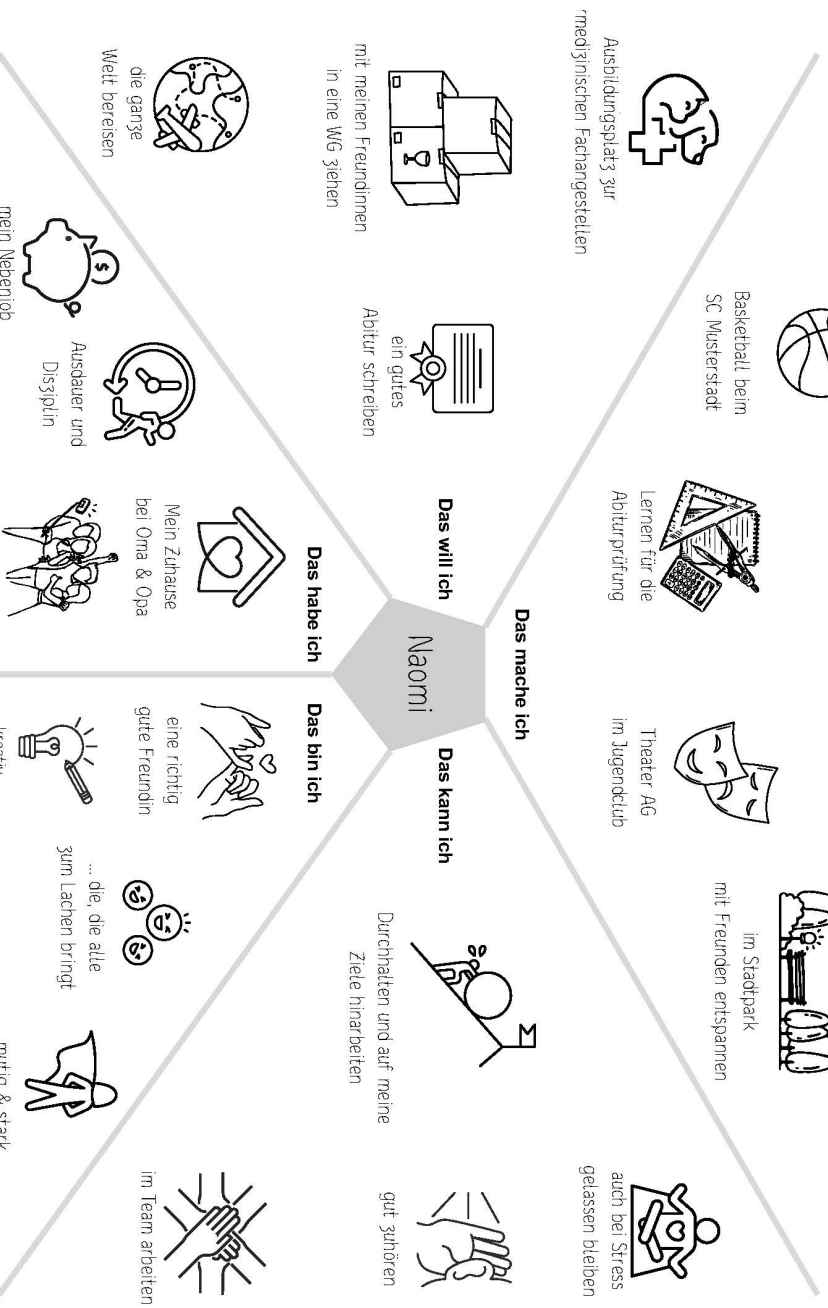 Basketball beim
SC Musterstadt
Lernen für die
Abiturprüfung
Theater AG
im Jugendclub
im Stadtpark
mit Freunden entspannen
Das mache ich
Ausbildungsplatz zur
mit meinen Freundinnen
in eine WG ziehen
ein gutes
Abitur schreiben
die ganze
Welt bereisen
Das will ich
Naomi
Das kann ich
auch bei Stress
gelassen bleiben
Durchhalten und auf meine
Ziele hinarbeiten
gut zuhören
im Team arbeiten
Das habe ich
mein Nebenjob
Ausdauer und
Disziplin
Mein Zuhause
bei Oma & Opa
Das bin ich
eine richtig
gute Freundin
kreativ
... die, die alle
zum Lachen bringt
mutig & stark